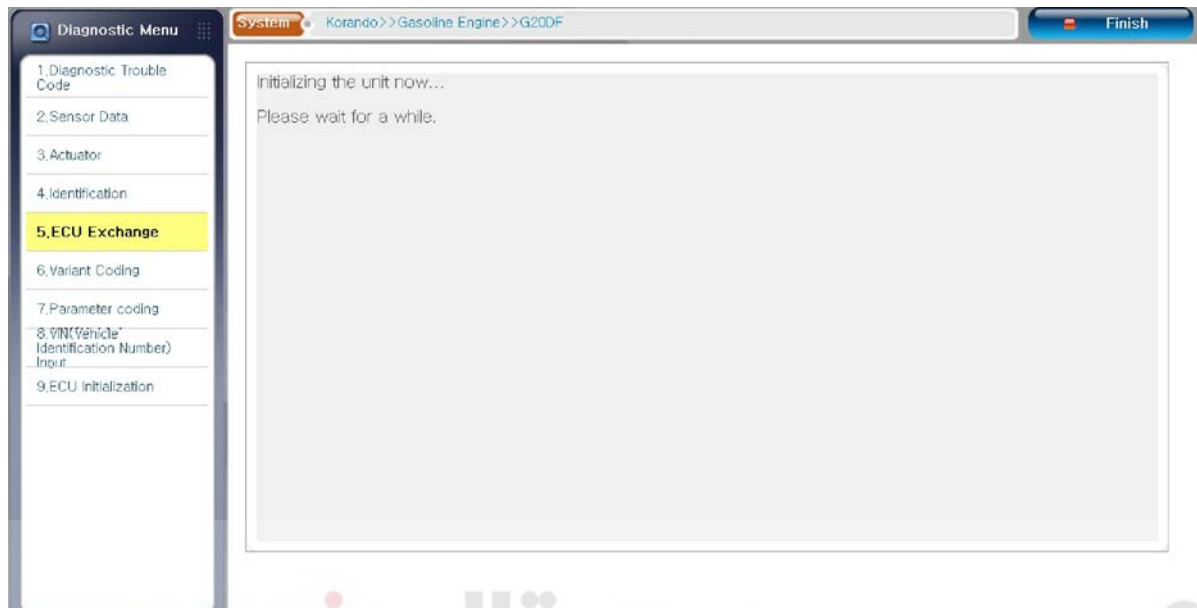 Diagnostic Menu
System
Korando>>Gasoline Engine>>G20DF
Finish
1.Diagnostic Trouble
Code
2.Sensor Data
3.Actuator
4.Identification
5.ECU Exchange
6.Variant Coding
7.Parameter coding
8.VIN(Vehicle
Identification Number)
Input
9.ECU Initialization
Initializing the unit now...
Please wait for a while.